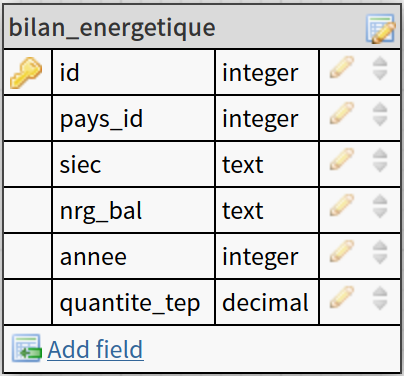 bilan_energetique
id integer
pays_id integer
siec text
nrg_bal text
annee integer
quantite_tep decimal
Add field